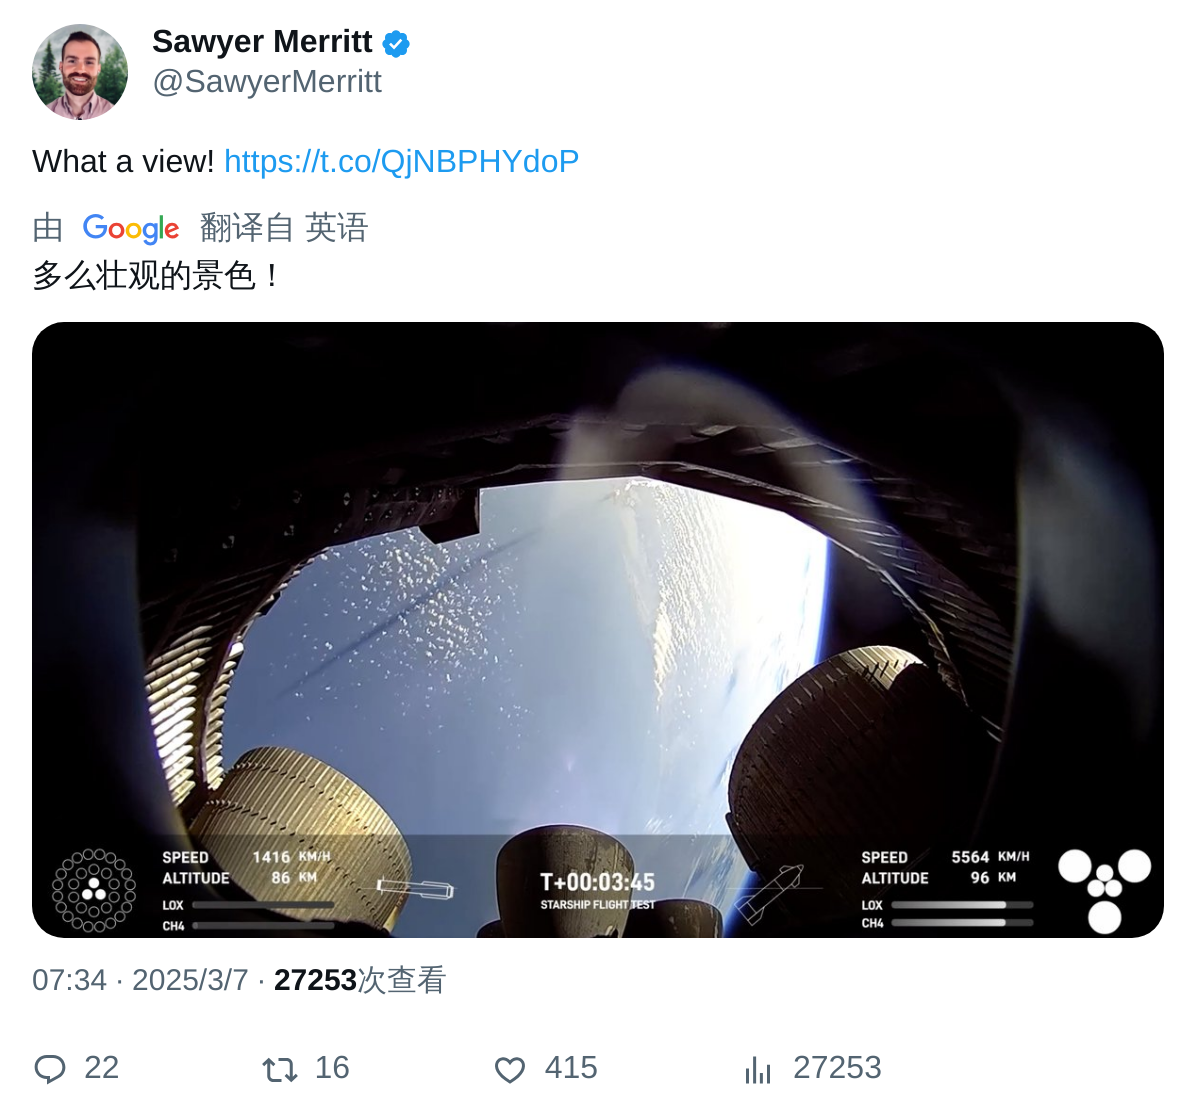 Sawyer Merritt
@SawyerMerritt
What a view! https://t.co/QjNBPHYdoP
由 Google 翻译自 英语
多么壮观的景色！
SPEED 1416 KM/H
ALTITUDE 86 KM
LOX
CH4
T+00:03:45
STARSHIP FLIGHT TEST
SPEED 5564 KM/H
ALTITUDE 96 KM
LOX
CH4
07:34 · 2025/3/7 · 27253次查看
22 16 415 27253